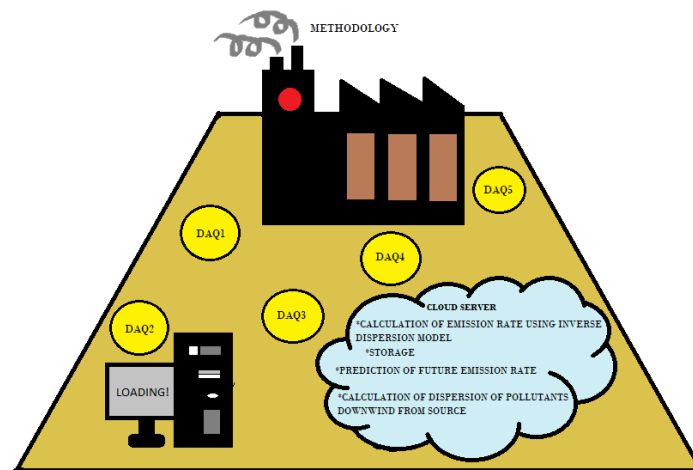 METHODOLOGY
DAQ5
DAQ1
DAQ4
DAQ3
DAQ2
LOADING!
CLOUD SERVER
*CALCULATION OF EMISSION RATE USING INVERSE
DISPERSION MODEL
*STORAGE
*PREDICTION OF FUTURE EMISSION RATE
*CALCULATION OF DISPERSION OF POLLUTANTS
DOWNWIND FROM SOURCE